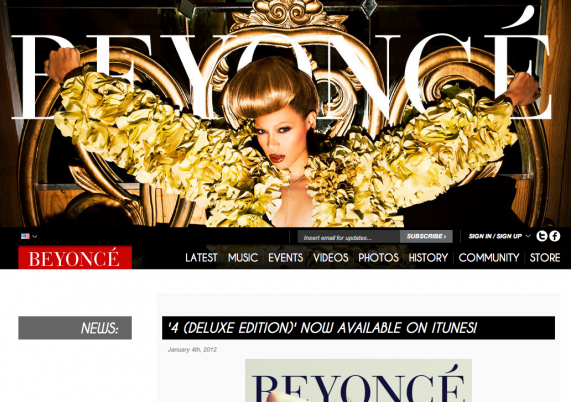 BEYONCÉ
Insert email for updates...
SUBSCRIBE ›
SIGN IN / SIGN UP
BEYONCÉ
LATEST MUSIC EVENTS VIDEOS PHOTOS HISTORY COMMUNITY STORE
NEWS:
'4 (DELUXE EDITION)' NOW AVAILABLE ON ITUNES!
January 4th, 2012
BEYONCÉ